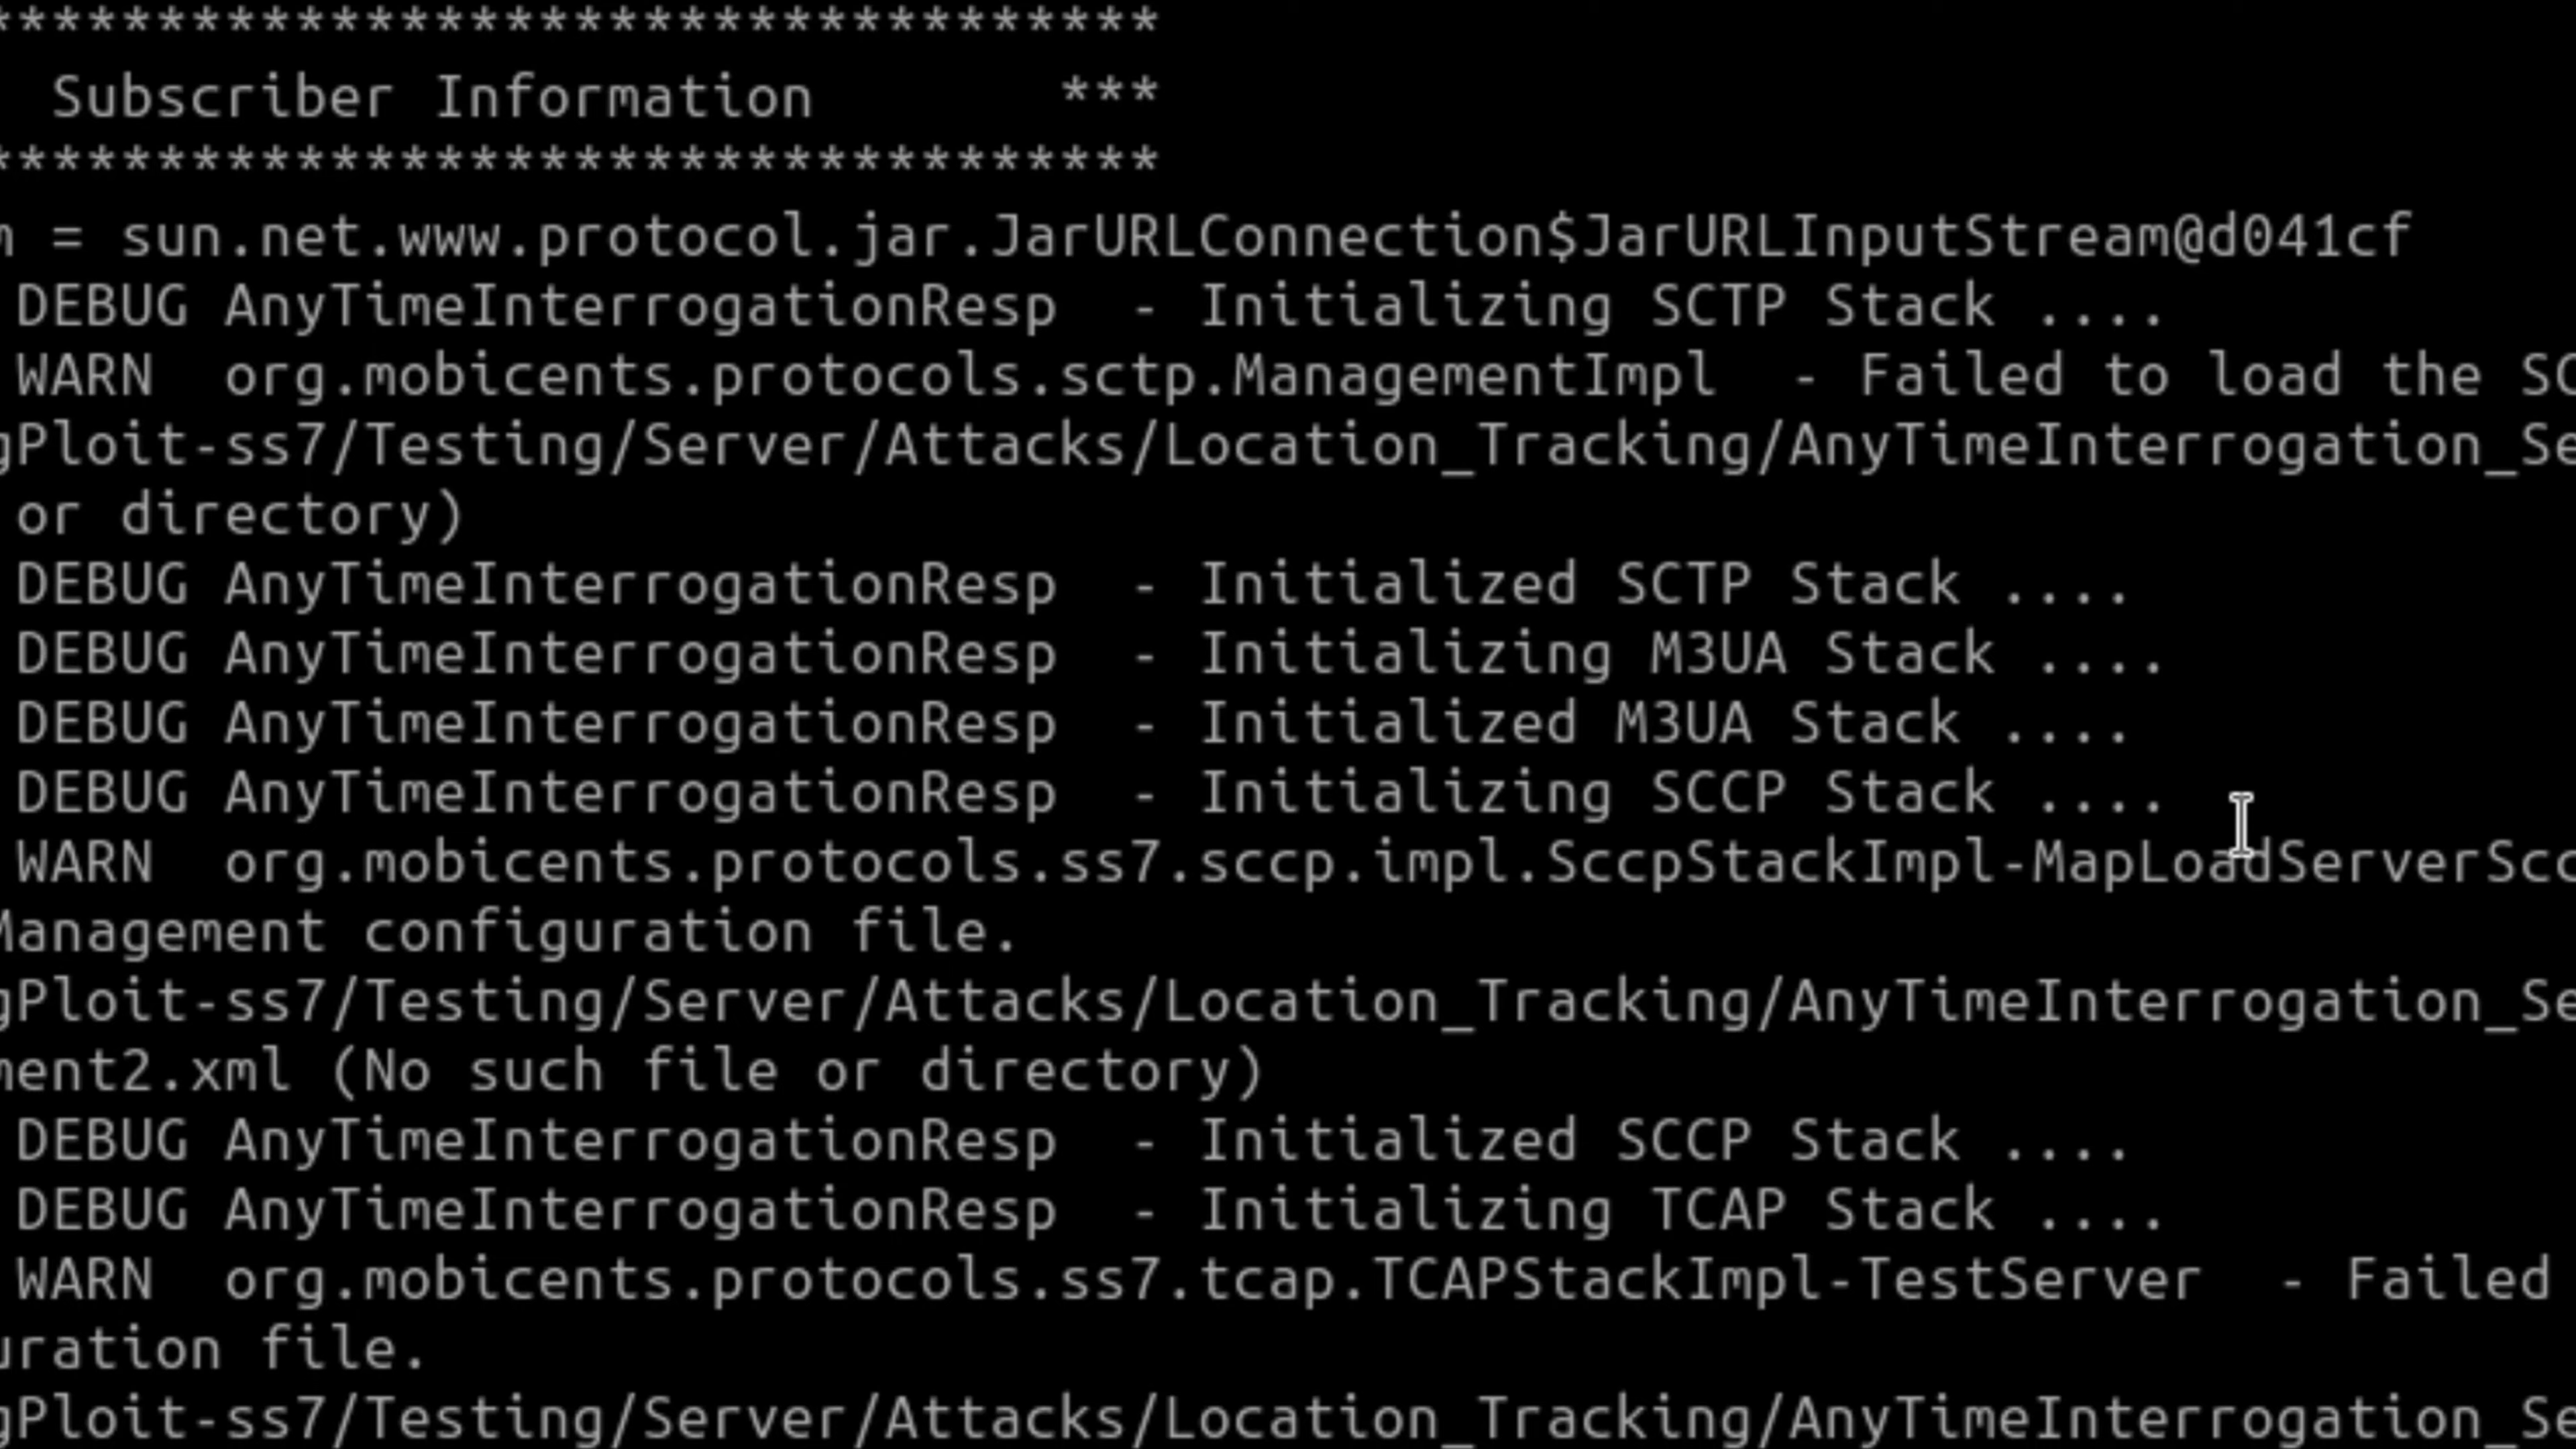 **********************************
Subscriber Information ***
**********************************
= sun.net.www.protocol.jar.JarURLConnection$JarURLInputStream@d041cf
DEBUG AnyTimeInterrogationResp - Initializing SCTP Stack ....
WARN org.mobicents.protocols.sctp.ManagementImpl - Failed to load the SC
gPloit-ss7/Testing/Server/Attacks/Location_Tracking/AnyTimeInterrogation_Se
or directory)
DEBUG AnyTimeInterrogationResp - Initialized SCTP Stack ....
DEBUG AnyTimeInterrogationResp - Initializing M3UA Stack ....
DEBUG AnyTimeInterrogationResp - Initialized M3UA Stack ....
DEBUG AnyTimeInterrogationResp - Initializing SCCP Stack ....
WARN org.mobicents.protocols.ss7.sccp.impl.SccpStackImpl-MapLoadServerScc
Management configuration file.
gPloit-ss7/Testing/Server/Attacks/Location_Tracking/AnyTimeInterrogation_Se
ment2.xml (No such file or directory)
DEBUG AnyTimeInterrogationResp - Initialized SCCP Stack ....
DEBUG AnyTimeInterrogationResp - Initializing TCAP Stack ....
WARN org.mobicents.protocols.ss7.tcap.TCAPStackImpl-TestServer - Failed
uration file.
gPloit-ss7/Testing/Server/Attacks/Location_Tracking/AnyTimeInterrogation_Se